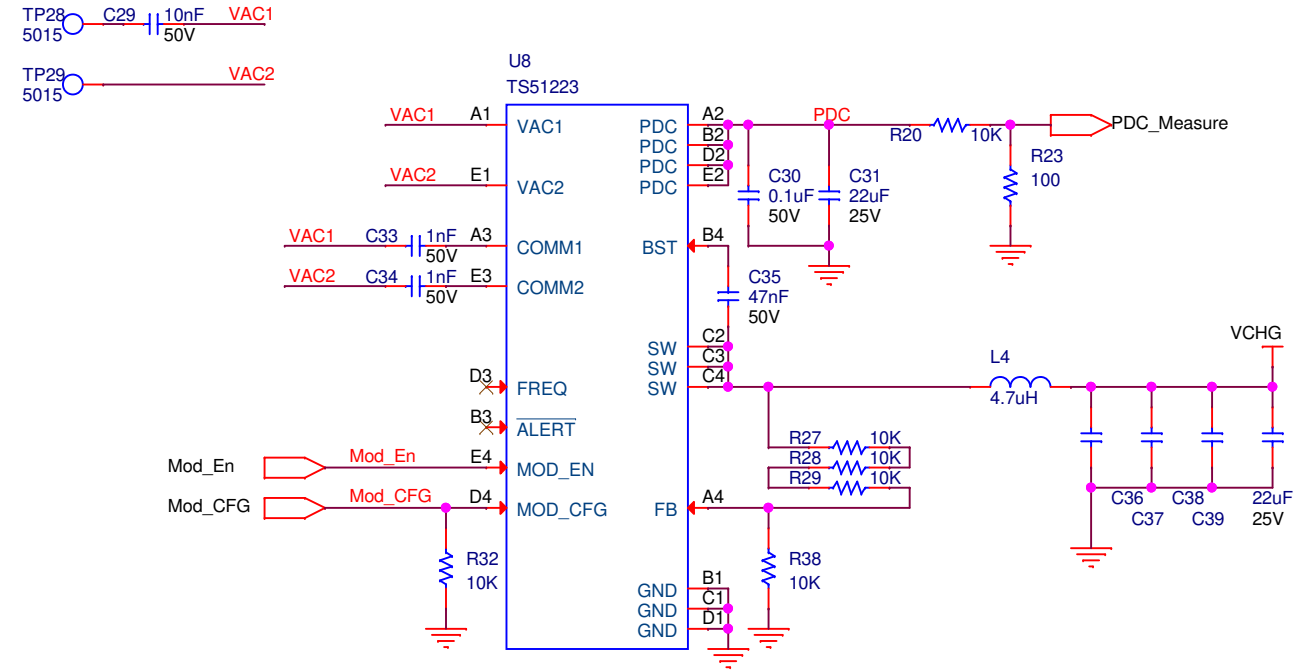 TP28 C29 10nF VAC1
5015 50V
TP29 VAC2
5015
U8
TS51223
VAC1 A1 VAC1 PDC A2 PDC R20 10K PDC_Measure
PDC B2
PDC D2
VAC2 E1 VAC2 PDC E2
C30 C31 R23
0.1uF 22uF 100
50V 25V
VAC1 C33 1nF A3 COMM1 BST B4
50V
VAC2 C34 1nF E3 COMM2
50V
C35
47nF
50V
SW C2
SW C3
SW C4
L4
4.7uH
VCHG
D3 FREQ
B3 ALERT
R27 10K
R28 10K
R29 10K
Mod_En Mod_En E4 MOD_EN
Mod_CFG Mod_CFG D4 MOD_CFG FB A4
C36 C38 22uF
C37 C39 25V
R32 R38
10K 10K
GND B1
GND C1
GND D1